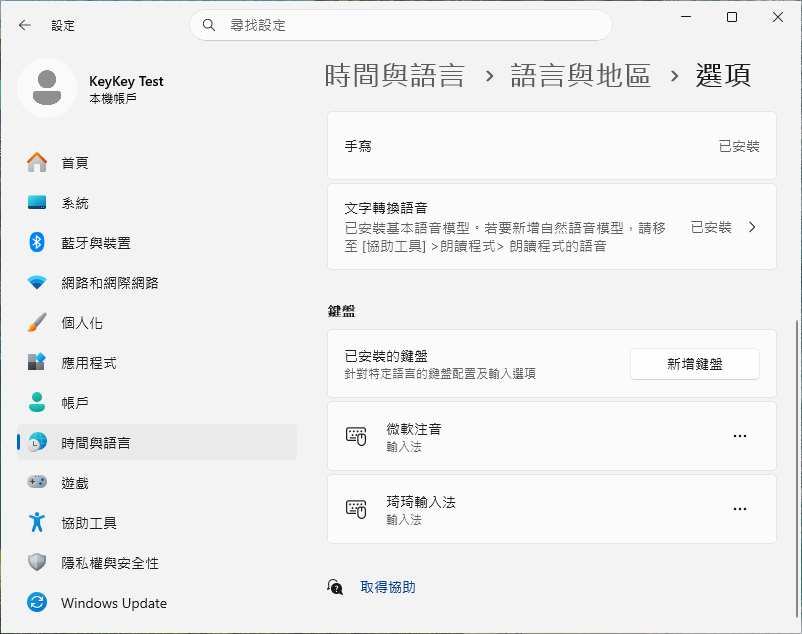 設定
尋找設定
KeyKey Test
本機帳戶
首頁
系統
藍牙與裝置
網路和網際網路
個人化
應用程式
帳戶
時間與語言
遊戲
協助工具
隱私權與安全性
Windows Update
時間與語言 › 語言與地區 › 選項
手寫
已安裝
文字轉換語音
已安裝基本語音模型。若要新增自然語音模型，請移
至 [協助工具] >朗讀程式> 朗讀程式的語音
已安裝
鍵盤
已安裝的鍵盤
針對特定語言的鍵盤配置及輸入選項
新增鍵盤
微軟注音
輸入法
琦琦輸入法
輸入法
取得協助